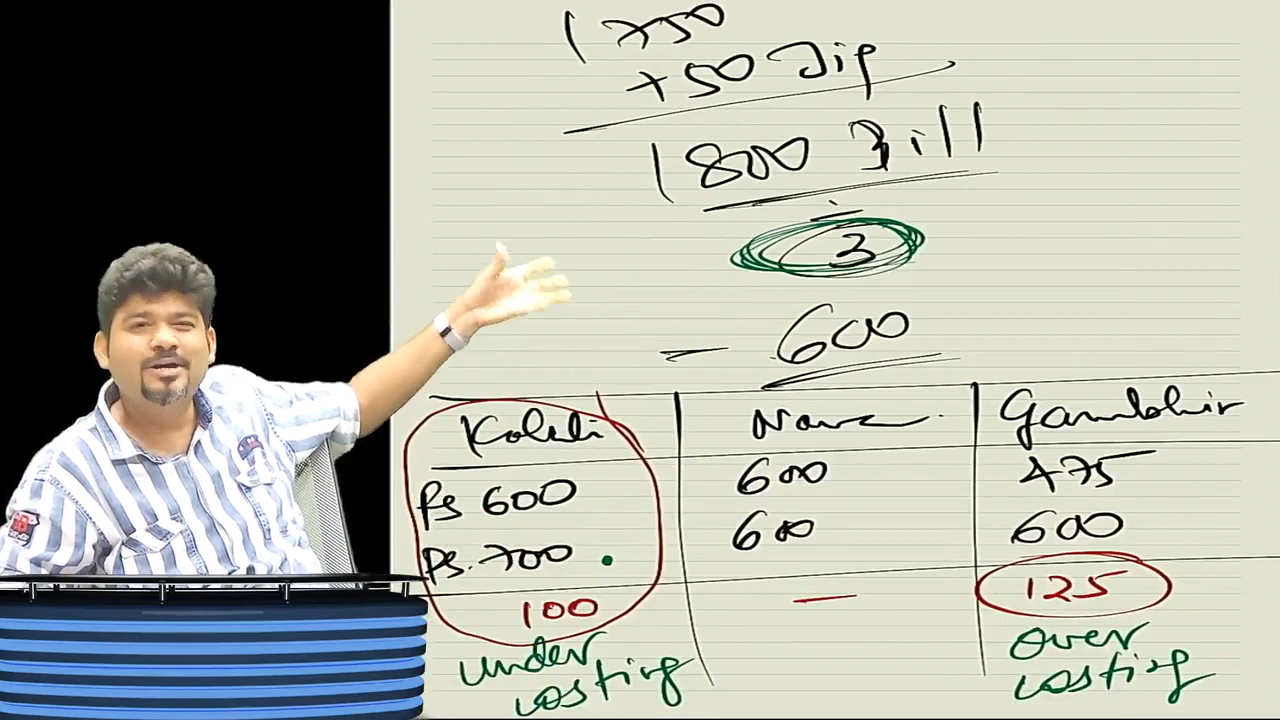 1750
+50 Tip
1800 Bill
÷
3
- 600
Kohli Gambhir
Rs 600 600 475
Rs. 700 600 600
100 — 125
under costing over costing